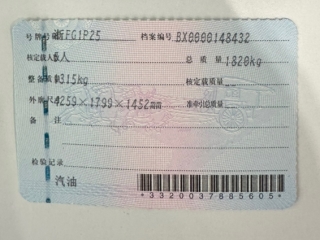 号牌号码 浙FG1P25 档案编号 BX0000148432
核定载人数 5人 总质量 1820kg
整备质量 1315kg 核定载质量
外廓尺寸 4259×1799×1452mm 准牵引总质量
备注
检验记录
汽油
*3320037885605*